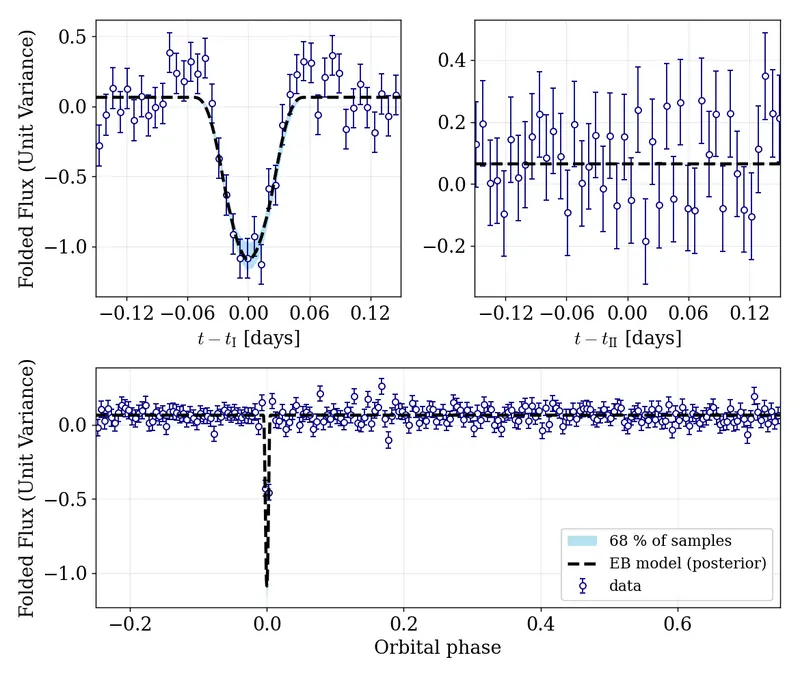 Folded Flux (Unit Variance)
0.5
0.0
−0.5
−1.0
−0.12 −0.06 0.00 0.06 0.12
t − tI [days]
0.4
0.2
0.0
−0.2
−0.12 −0.06 0.00 0.06 0.12
t − tII [days]
Folded Flux (Unit Variance)
0.0
−0.5
−1.0
−0.2 0.0 0.2 0.4 0.6
Orbital phase
68 % of samples
EB model (posterior)
data